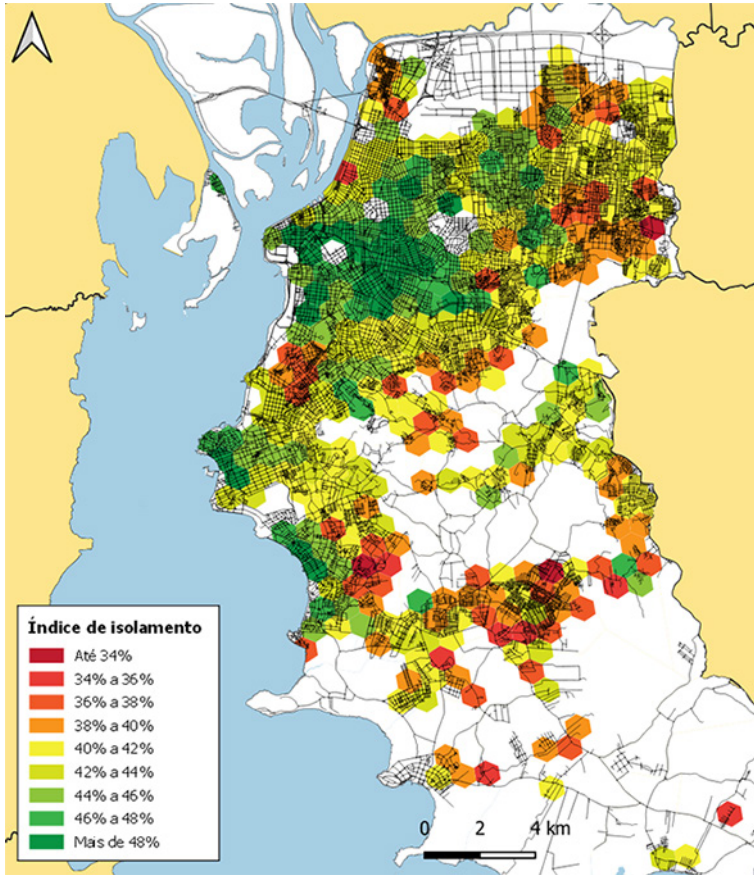 Índice de isolamento
Até 34%
34% a 36%
36% a 38%
38% a 40%
40% a 42%
42% a 44%
44% a 46%
46% a 48%
Mais de 48%
0 2 4 km